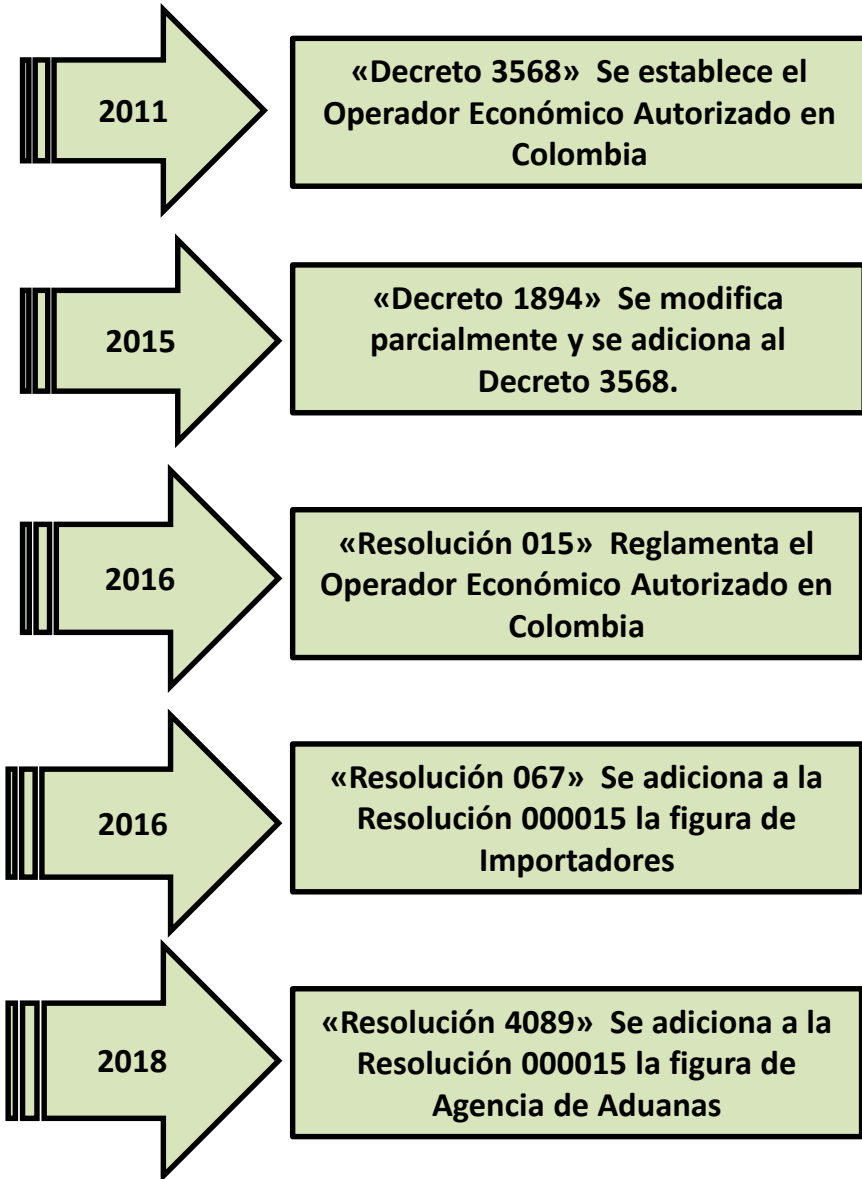 2011
«Decreto 3568» Se establece el
Operador Económico Autorizado en
Colombia
2015
«Decreto 1894» Se modifica
parcialmente y se adiciona al
Decreto 3568.
2016
«Resolución 015» Reglamenta el
Operador Económico Autorizado en
Colombia
2016
«Resolución 067» Se adiciona a la
Resolución 000015 la figura de
Importadores
2018
«Resolución 4089» Se adiciona a la
Resolución 000015 la figura de
Agencia de Aduanas